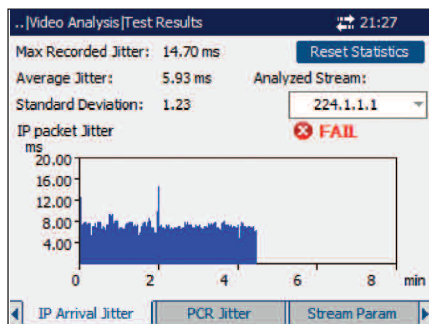 ..|Video Analysis|Test Results 21:27
Max Recorded Jitter: 14.70 ms Reset Statistics
Average Jitter: 5.93 ms Analyzed Stream:
Standard Deviation: 1.23 224.1.1.1
IP packet Jitter FAIL
ms
20.00
16.00
12.00
8.00
4.00
0 2 4 6 8 min
IP Arrival Jitter PCR Jitter Stream Param